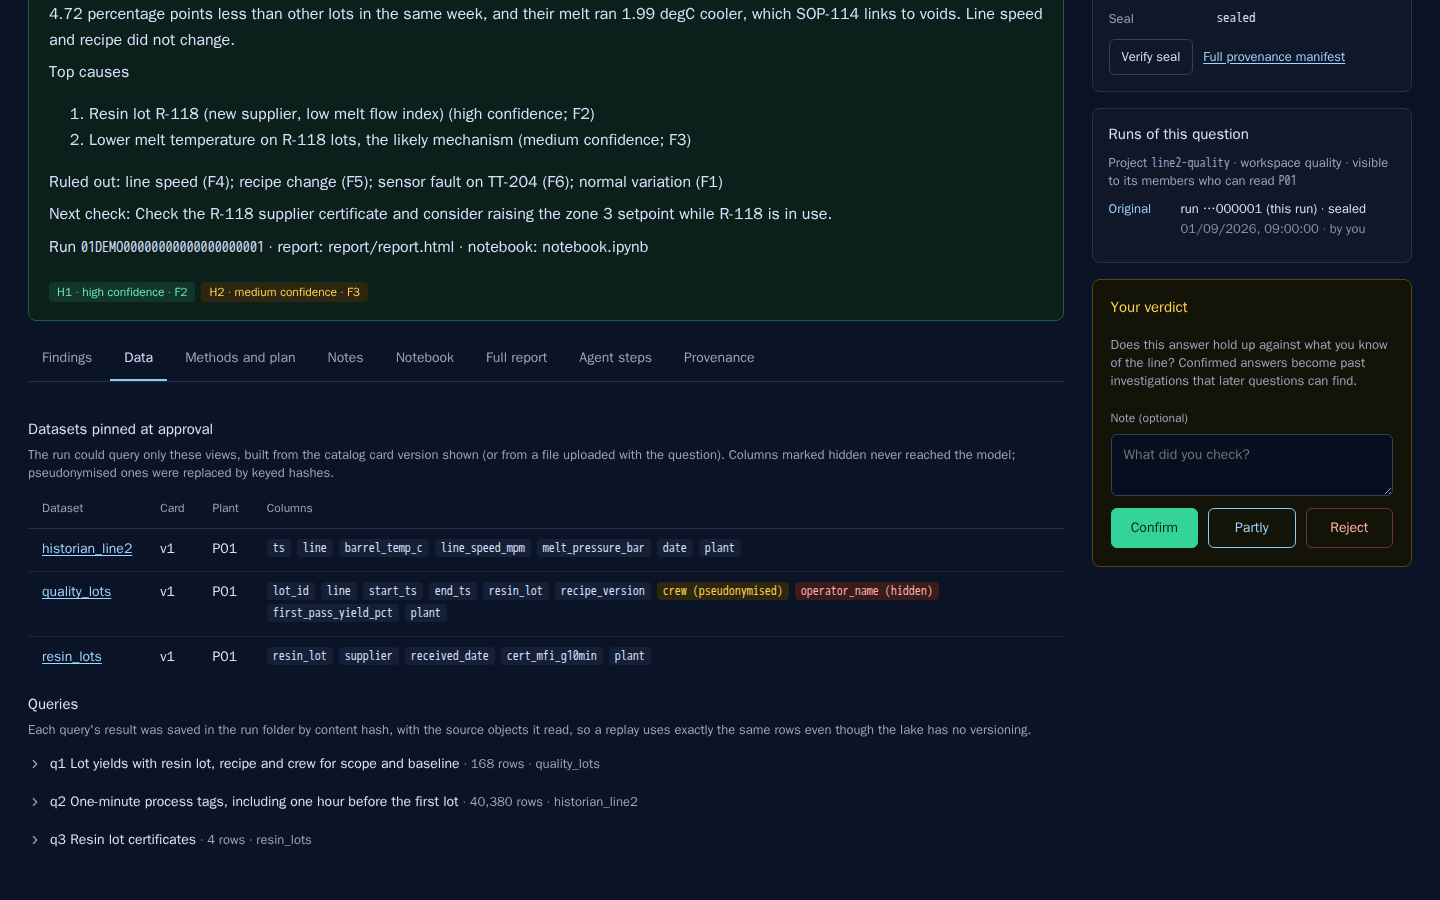 4.72 percentage points less than other lots in the same week, and their melt ran 1.99 degC cooler, which SOP-114 links to voids. Line speed
and recipe did not change.
Top causes
1. Resin lot R-118 (new supplier, low melt flow index) (high confidence; F2)
2. Lower melt temperature on R-118 lots, the likely mechanism (medium confidence; F3)
Ruled out: line speed (F4); recipe change (F5); sensor fault on TT-204 (F6); normal variation (F1)
Next check: Check the R-118 supplier certificate and consider raising the zone 3 setpoint while R-118 is in use.
Run 01DEMO00000000000000000001 · report: report/report.html · notebook: notebook.ipynb
H1 · high confidence · F2 H2 · medium confidence · F3
Findings Data Methods and plan Notes Notebook Full report Agent steps Provenance
Datasets pinned at approval
The run could query only these views, built from the catalog card version shown (or from a file uploaded with the question). Columns marked hidden never reached the model;
pseudonymised ones were replaced by keyed hashes.
Dataset Card Plant Columns
historian_line2 v1 P01 ts line barrel_temp_c line_speed_mpm melt_pressure_bar date plant
quality_lots v1 P01 lot_id line start_ts end_ts resin_lot recipe_version crew (pseudonymised) operator_name (hidden)
first_pass_yield_pct plant
resin_lots v1 P01 resin_lot supplier received_date cert_mfi_g10min plant
Queries
Each query's result was saved in the run folder by content hash, with the source objects it read, so a replay uses exactly the same rows even though the lake has no versioning.
q1 Lot yields with resin lot, recipe and crew for scope and baseline · 168 rows · quality_lots
q2 One-minute process tags, including one hour before the first lot · 40,380 rows · historian_line2
q3 Resin lot certificates · 4 rows · resin_lots
Seal sealed
Verify seal Full provenance manifest
Runs of this question
Project line2-quality · workspace quality · visible
to its members who can read P01
Original run ···000001 (this run) · sealed
01/09/2026, 09:00:00 · by you
Your verdict
Does this answer hold up against what you know
of the line? Confirmed answers become past
investigations that later questions can find.
Note (optional)
What did you check?
Confirm Partly Reject